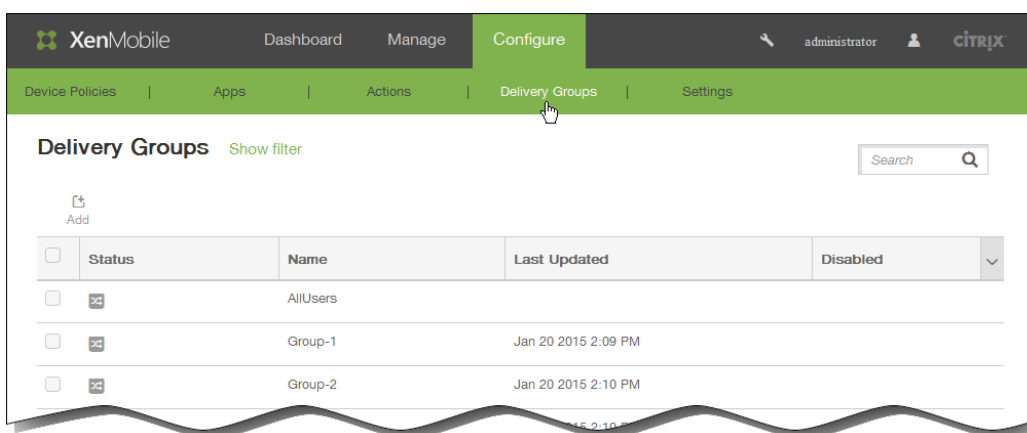 XenMobile Dashboard Manage Configure administrator CITRIX
Device Policies | Apps | Actions | Delivery Groups | Settings
Delivery Groups Show filter
Search
Add
Status Name Last Updated Disabled
AllUsers
Group-1 Jan 20 2015 2:09 PM
Group-2 Jan 20 2015 2:10 PM